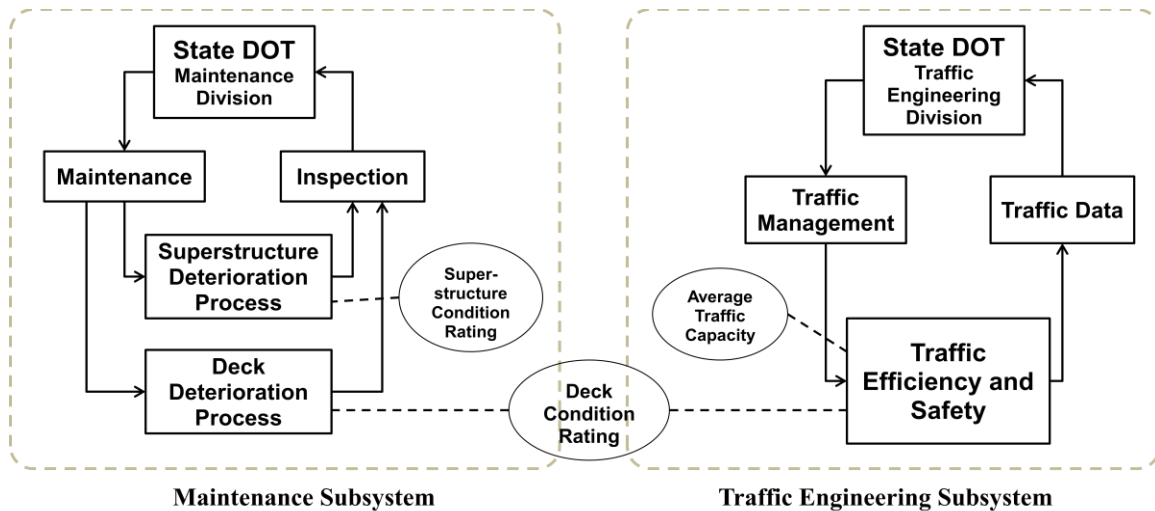 State DOT
Maintenance
Division
Maintenance
Inspection
Superstructure
Deterioration
Process
Super-
structure
Condition
Rating
Deck
Deterioration
Process
Deck
Condition
Rating
Maintenance Subsystem
State DOT
Traffic
Engineering
Division
Traffic
Management
Traffic Data
Average
Traffic
Capacity
Traffic
Efficiency and
Safety
Traffic Engineering Subsystem